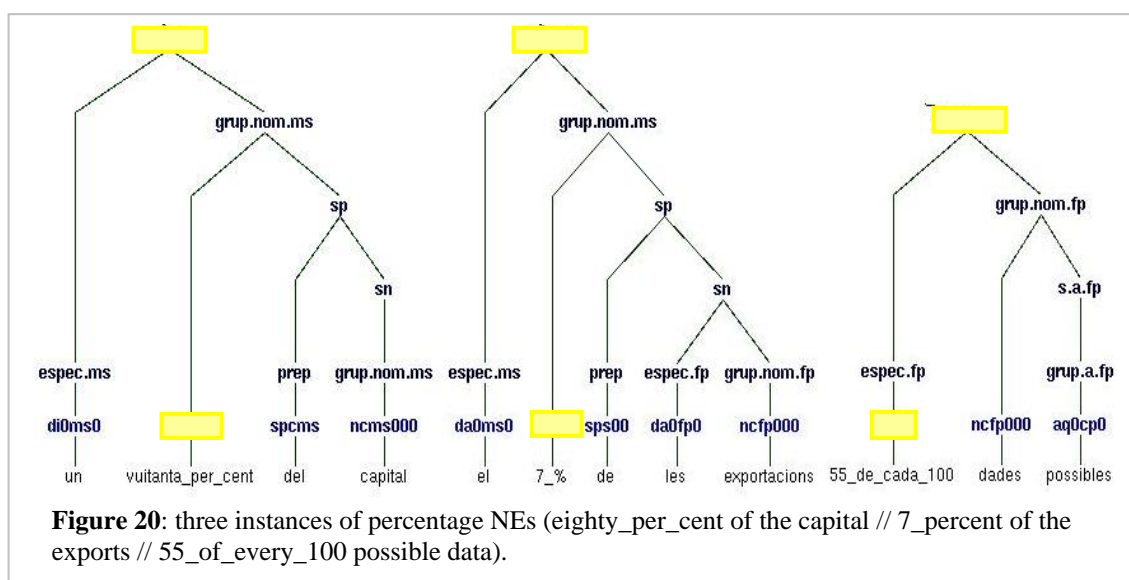 grup.nom.ms grup.nom.ms
sp sp grup.nom.fp
sn sn s.a.fp
espec.ms prep grup.nom.ms espec.ms prep espec.fp grup.nom.fp espec.fp grup.a.fp
di0ms0 spcms ncms000 da0ms0 sps00 da0fp0 ncfp000 ncfp000 aq0cp0
un vuitanta_per_cent del capital el 7_% de les exportacions 55_de_cada_100 dades possibles
Figure 20: three instances of percentage NEs (eighty_per_cent of the capital // 7_percent of the
exports // 55_of_every_100 possible data).